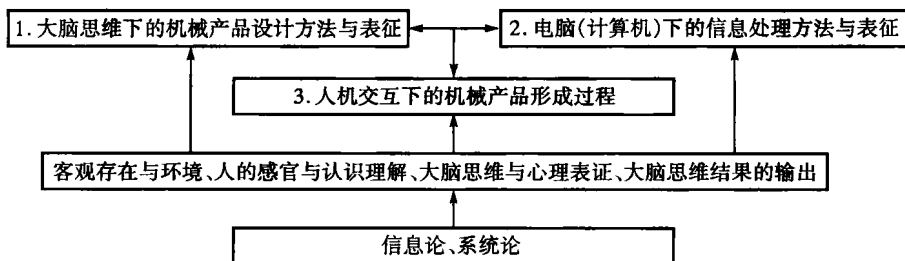 1.大脑思维下的机械产品设计方法与表征
2.电脑(计算机)下的信息处理方法与表征
3.人机交互下的机械产品形成过程
客观存在与环境、人的感官与认识理解、大脑思维与心理表证、大脑思维结果的输出
信息论、系统论